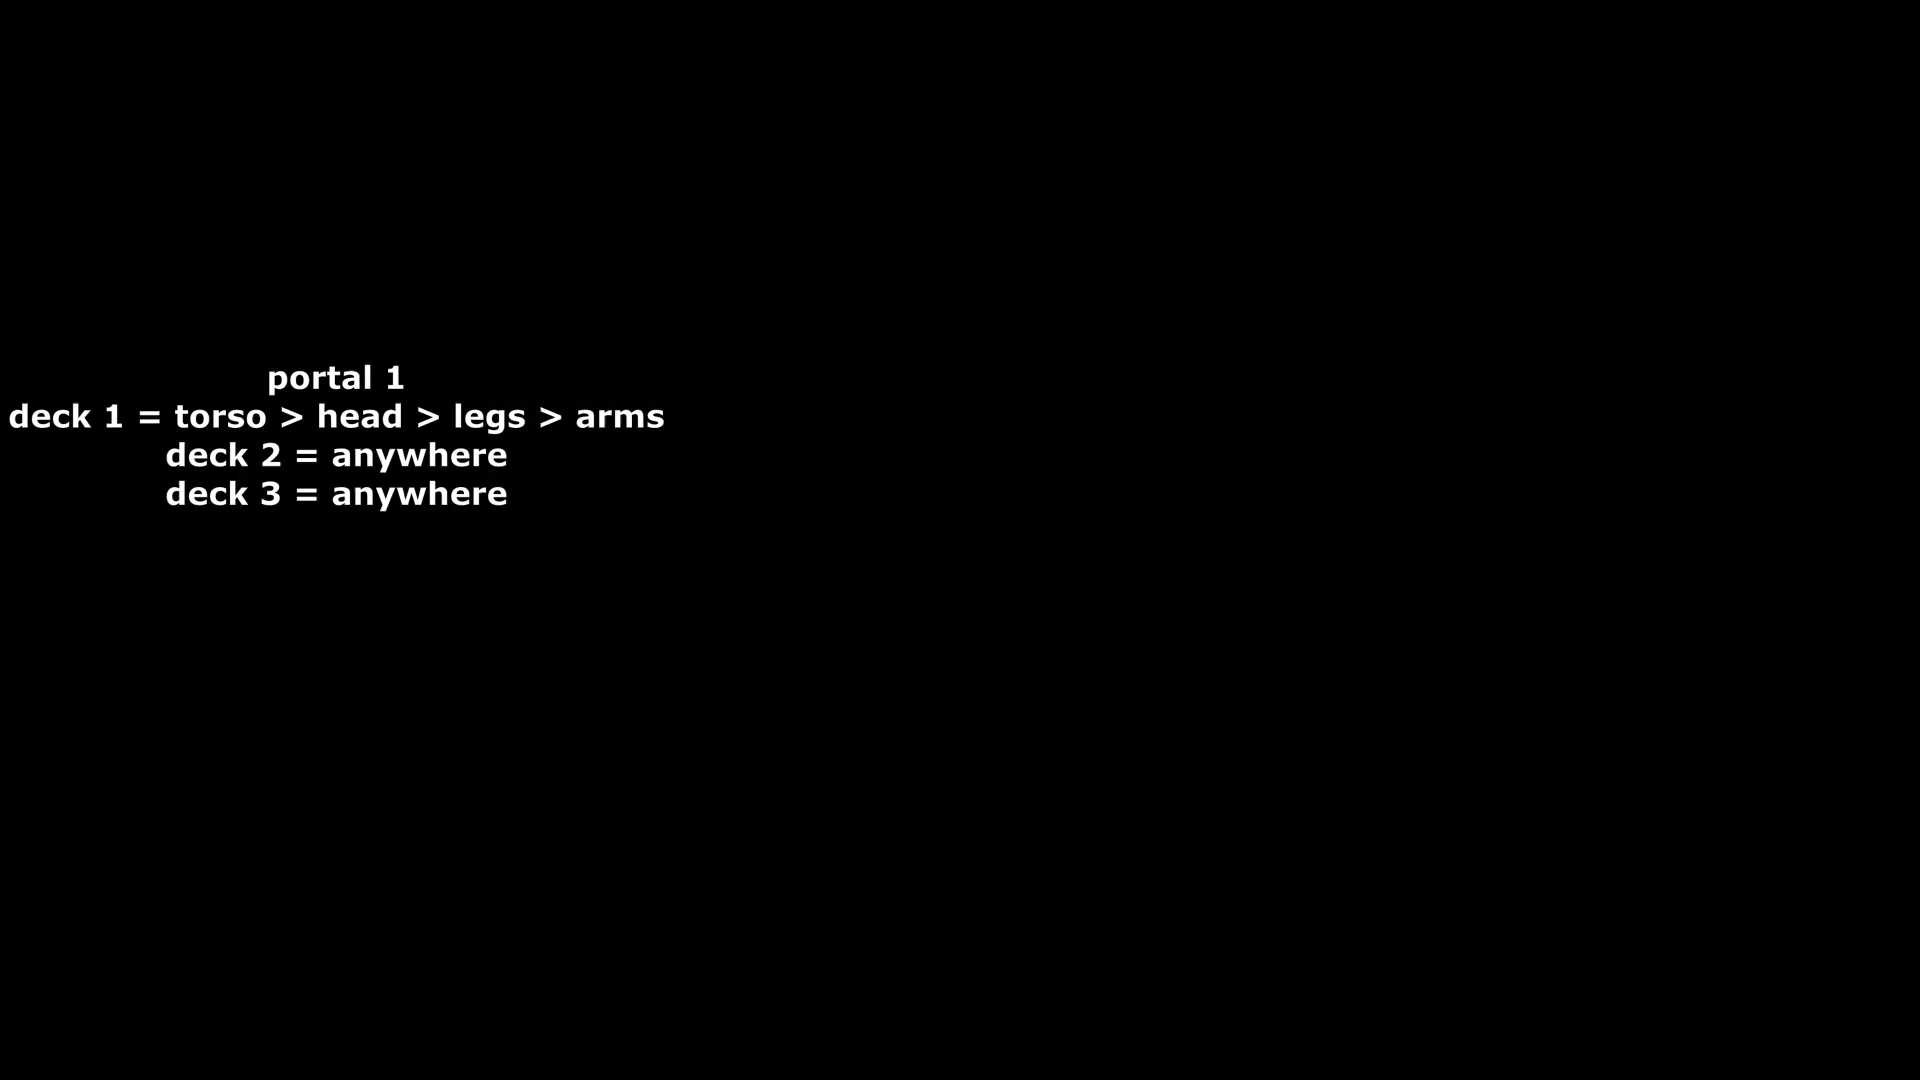 portal 1
deck 1 = torso > head > legs > arms
deck 2 = anywhere
deck 3 = anywhere